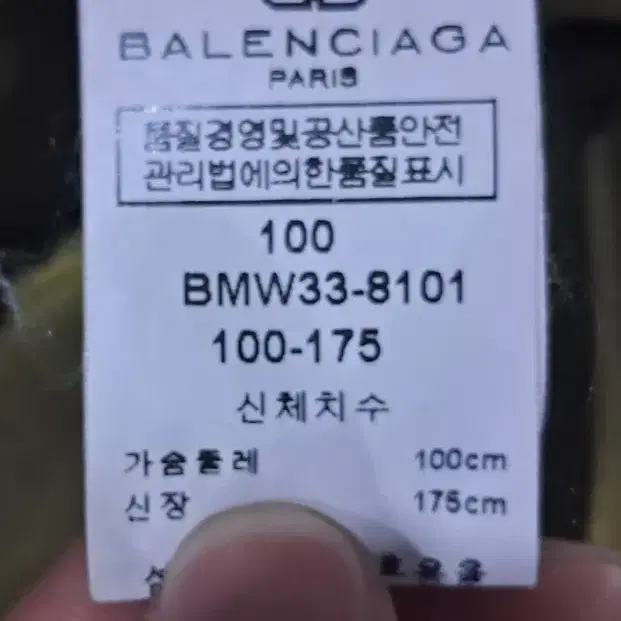 BALENCIAGA
PARIS
품질경영및공산품안전
관리법에의한품질표시
100
BMW33-8101
100-175
신체치수
가슴둘레 100cm
신장 175cm